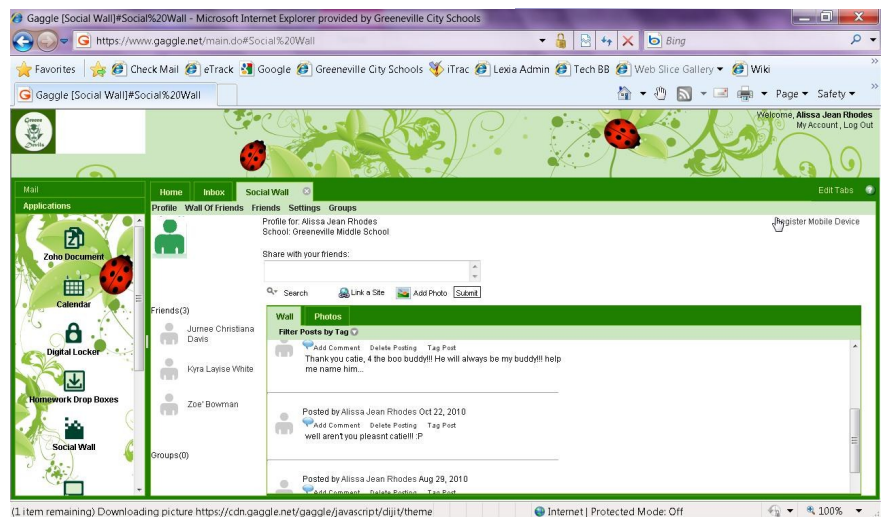 Gaggle [Social Wall]#Social%20Wall - Microsoft Internet Explorer provided by Greeneville City Schools
https://www.gaggle.net/main.do#Social%20Wall
Bing
Favorites Check Mail eTrack Google Greeneville City Schools iTrac Lexia Admin Tech BB Web Slice Gallery Wiki
Gaggle [Social Wall]#Social%20Wall
Page Safety
Greene
Devils
Welcome, Alissa Jean Rhodes
My Account , Log Out
Mail
Home Inbox Social Wall
Edit Tabs
Applications
Profile Wall Of Friends Friends Settings Groups
Zoho Document
Calendar
Digital Locker
Homework Drop Boxes
Social Wall
Profile for: Alissa Jean Rhodes
School: Greeneville Middle School
Register Mobile Device
Share with your friends:
Search Link a Site Add Photo Submit
Friends(3)
Jurnee Christiana
Davis
Kyra Layise White
Zoe' Bowman
Groups(0)
Wall Photos
Filter Posts by Tag
Add Comment Delete Posting Tag Post
Thank you catie, 4 the boo buddy!!! He will always be my buddy!!! help
me name him...
Posted by Alissa Jean Rhodes Oct 22, 2010
Add Comment Delete Posting Tag Post
well aren't you pleasnt catie!!! :P
Posted by Alissa Jean Rhodes Aug 29, 2010
Add Comment Delete Posting Tag Post
(1 item remaining) Downloading picture https://cdn.gaggle.net/gaggle/javascript/dijit/theme
Internet | Protected Mode: Off
100%